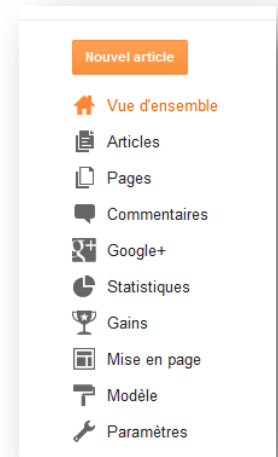 Nouvel article
Vue d'ensemble
Articles
Pages
Commentaires
Google+
Statistiques
Gains
Mise en page
Modèle
Paramètres